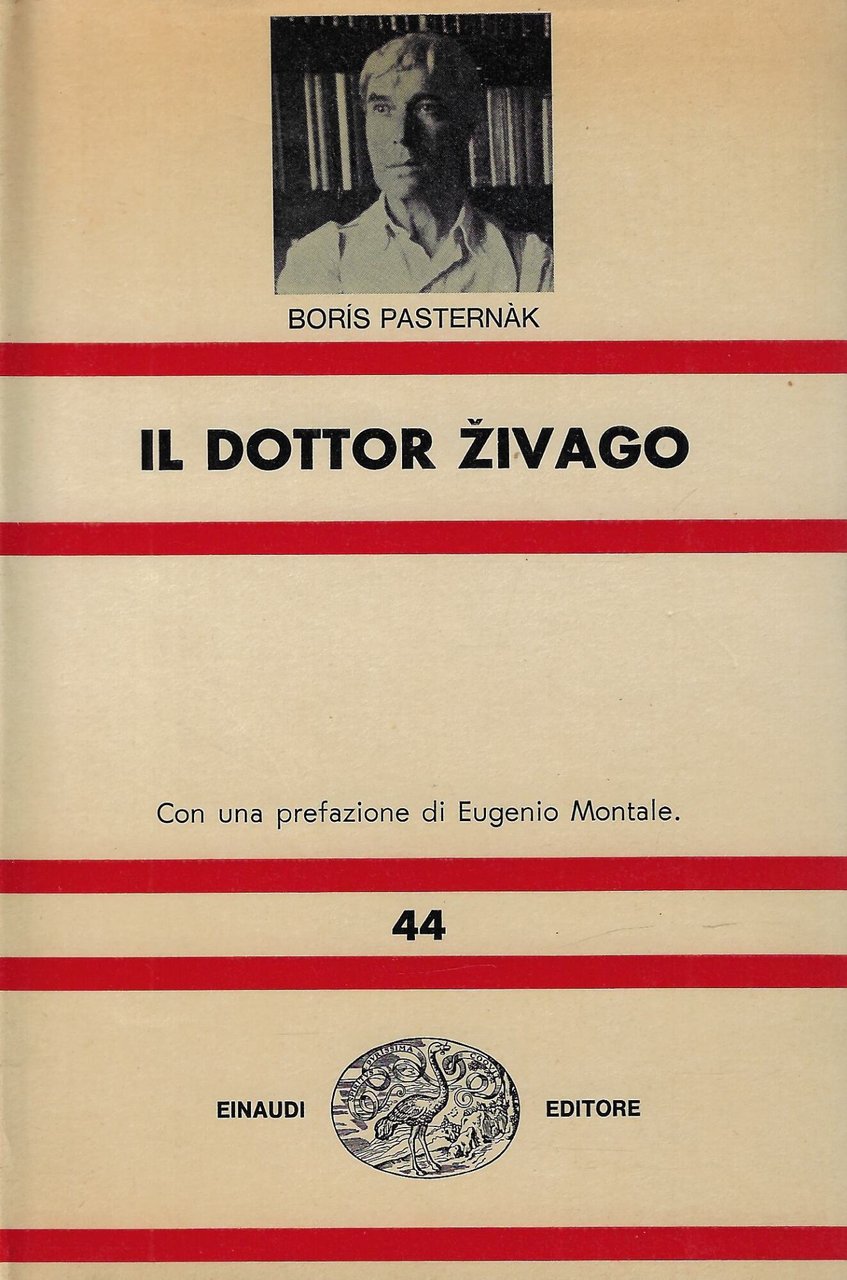 BORÍS PASTERNÀK
IL DOTTOR ŽIVAGO
Con una prefazione di Eugenio Montale.
44
EINAUDI
EDITORE